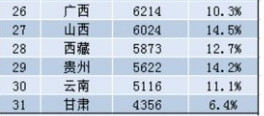 26 广西 6214 10.3%
27 山西 6024 14.5%
28 西藏 5873 12.7%
29 贵州 5622 14.2%
30 云南 5116 11.1%
31 甘肃 4356 6.4%